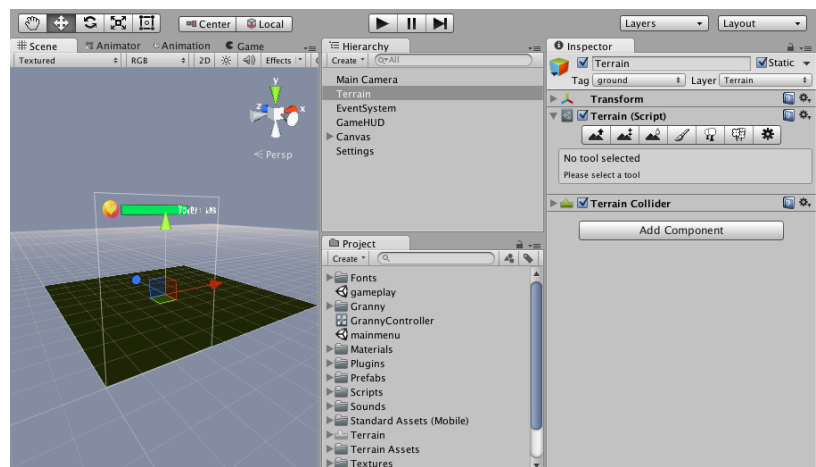 Center
Local
Layers
Layout
Scene
Animator
Animation
Game
Textured
RGB
2D
Effects
y
z
x
Persp
Hierarchy
Create
All
Main Camera
Terrain
EventSystem
GameHUD
Canvas
Settings
Project
Create
Fonts
gameplay
Granny
GrannyController
mainmenu
Materials
Plugins
Prefabs
Scripts
Sounds
Standard Assets (Mobile)
Terrain
Terrain Assets
Textures
Inspector
Terrain
Static
Tag ground Layer Terrain
Transform
Terrain (Script)
No tool selected
Please select a tool
Terrain Collider
Add Component